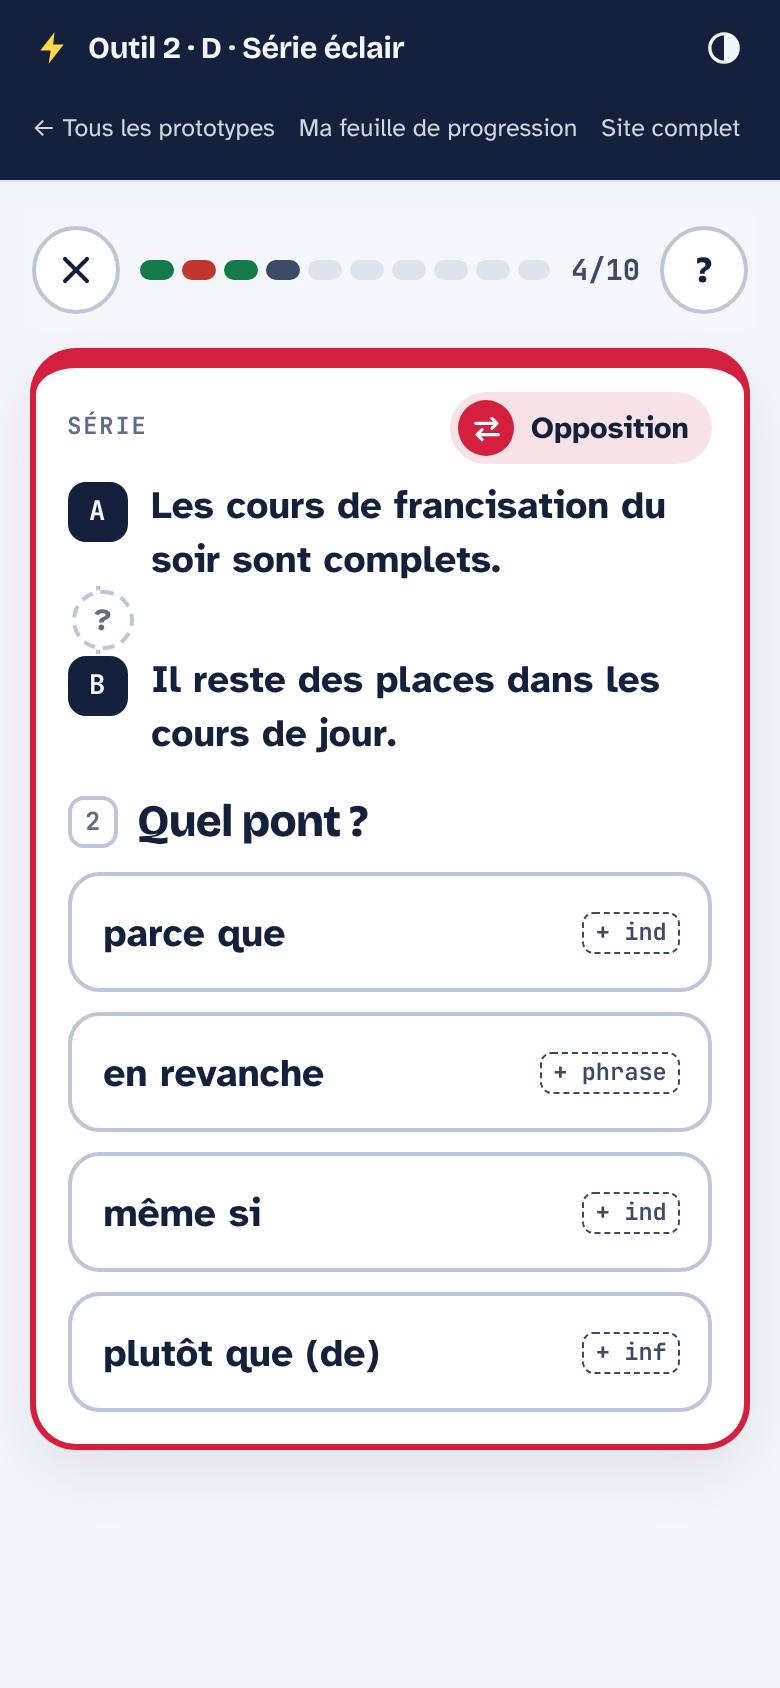 Outil 2 · D · Série éclair
← Tous les prototypes Ma feuille de progression Site complet
4/10 ?
SÉRIE Opposition
A Les cours de francisation du
soir sont complets.
?
B Il reste des places dans les
cours de jour.
2 Quel pont ?
parce que + ind
en revanche + phrase
même si + ind
plutôt que (de) + inf